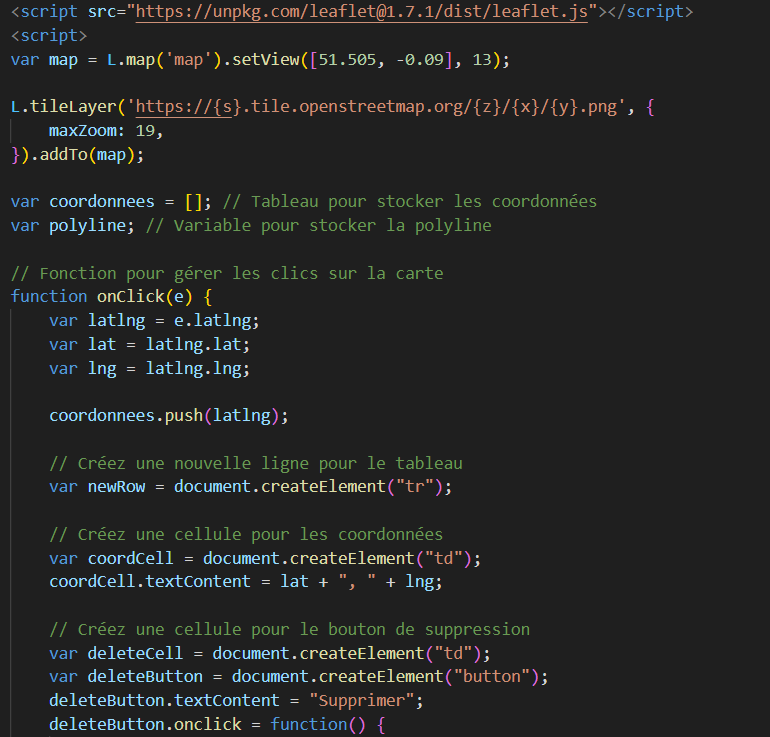 <script src="https://unpkg.com/leaflet@1.7.1/dist/leaflet.js"></script>
<script>
var map = L.map('map').setView([51.505, -0.09], 13);
L.tileLayer('https://{s}.tile.openstreetmap.org/{z}/{x}/{y}.png', {
    maxZoom: 19,
}).addTo(map);
var coordonnees = []; // Tableau pour stocker les coordonnées
var polyline; // Variable pour stocker la polyline
// Fonction pour gérer les clics sur la carte
function onClick(e) {
    var latlng = e.latlng;
    var lat = latlng.lat;
    var lng = latlng.lng;
    coordonnees.push(latlng);
    // Créez une nouvelle ligne pour le tableau
    var newRow = document.createElement("tr");
    // Créez une cellule pour les coordonnées
    var coordCell = document.createElement("td");
    coordCell.textContent = lat + ", " + lng;
    // Créez une cellule pour le bouton de suppression
    var deleteCell = document.createElement("td");
    var deleteButton = document.createElement("button");
    deleteButton.textContent = "Supprimer";
    deleteButton.onclick = function() {